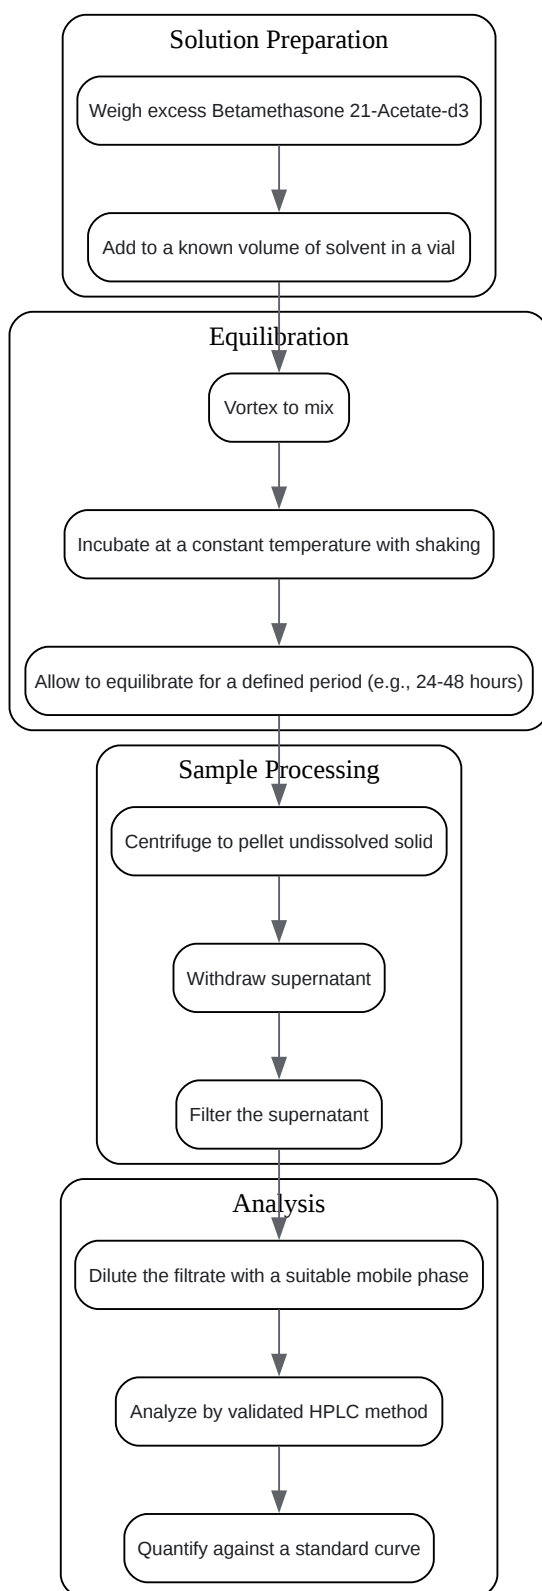 Solution Preparation
Weigh excess Betamethasone 21-Acetate-d3
Add to a known volume of solvent in a vial
Equilibration
Vortex to mix
Incubate at a constant temperature with shaking
Allow to equilibrate for a defined period (e.g., 24-48 hours)
Sample Processing
Centrifuge to pellet undissolved solid
Withdraw supernatant
Filter the supernatant
Analysis
Dilute the filtrate with a suitable mobile phase
Analyze by validated HPLC method
Quantify against a standard curve